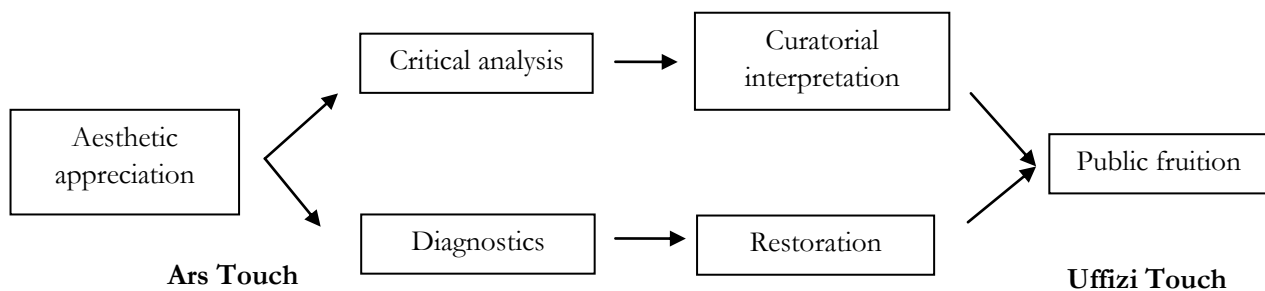 Aesthetic
appreciation
Critical analysis
Curatorial
interpretation
Diagnostics
Restoration
Public fruition
Ars Touch
Uffizi Touch